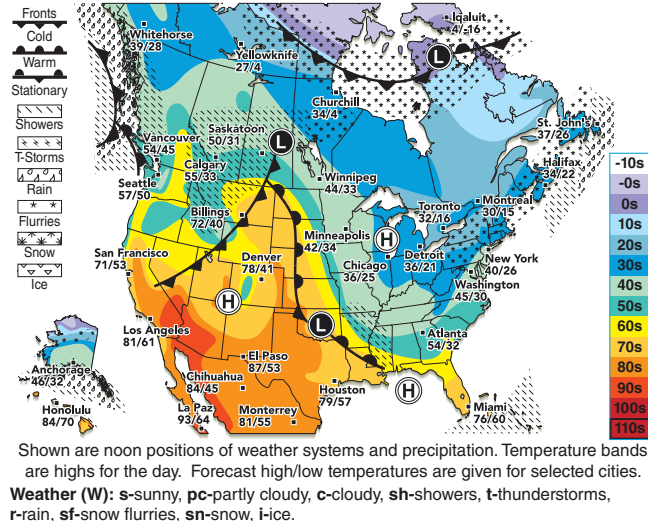 Fronts
Cold
Warm
Stationary
Showers
T-Storms
Rain
Flurries
Snow
Ice
Iqaluit
4/-16
Whitehorse
39/28
Yellowknife
27/4
L
Churchill
34/4
St. John's
37/26
Vancouver
54/45
Saskatoon
50/31
L
Calgary
55/33
Halifax
34/22
Seattle
57/50
Winnipeg
44/33
Billings
72/40
Toronto
32/16
Montreal
30/15
Minneapolis
42/34
H
San Francisco
71/53
Denver
78/41
Chicago
36/25
Detroit
36/21
New York
40/26
Washington
45/30
H
L
Los Angeles
81/61
Atlanta
54/32
El Paso
87/53
Anchorage
46/32
Chihuahua
84/45
Houston
79/57
H
Honolulu
84/70
La Paz
93/64
Monterrey
81/55
Miami
76/60
-10s
-0s
0s
10s
20s
30s
40s
50s
60s
70s
80s
90s
100s
110s
Shown are noon positions of weather systems and precipitation. Temperature bands
are highs for the day. Forecast high/low temperatures are given for selected cities.
Weather (W): s-sunny, pc-partly cloudy, c-cloudy, sh-showers, t-thunderstorms,
r-rain, sf-snow flurries, sn-snow, i-ice.